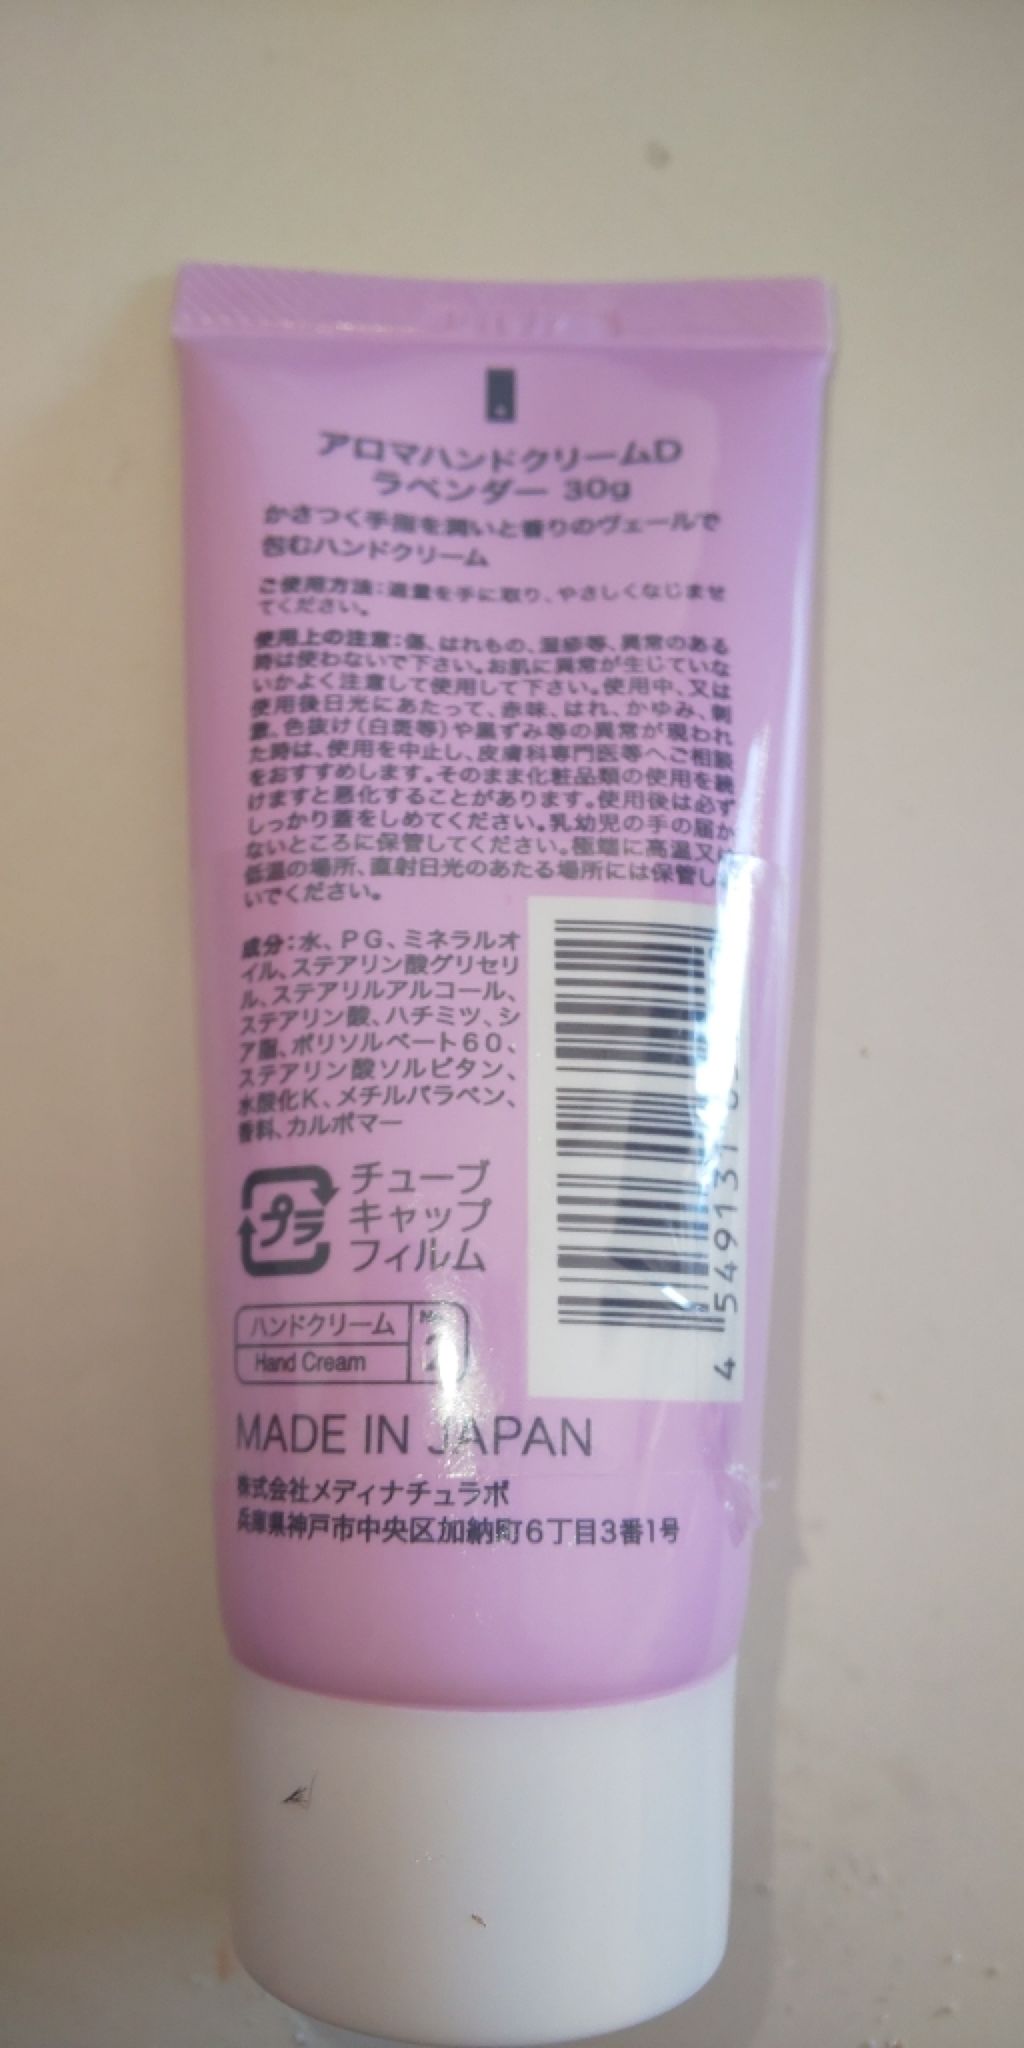 アロマハンドクリームD
ラベンダー 30g
かさつく手指を潤いと香りのヴェールで
包むハンドクリーム
ご使用方法:適量を手に取り、やさしくなじませ
てください。
使用上の注意:傷、はれもの、湿疹等、異常のある
時は使わないで下さい。お肌に異常が生じていな
いかよく注意して使用して下さい。使用中、又は
使用後日光にあたって、赤味、はれ、かゆみ、刺
激、色抜け(白斑等)や黒ずみ等の異常が現われ
た時は、使用を中止し、皮膚科専門医等へご相談
をおすすめします。そのまま化粧品類の使用を続
けますと悪化することがあります。使用後は必ず
しっかり蓋をしめてください。乳幼児の手の届か
ないところに保管してください。極端に高温又は
低温の場所、直射日光のあたる場所には保管し
いでください。
成分:水、PG、ミネラルオ
イル、ステアリン酸グリセリ
ル、ステアリルアルコール、
ステアリン酸、ハチミツ、シ
ア脂、ポリソルベート60、
ステアリン酸ソルビタン、
水酸化K、メチルパラベン、
香料、カルボマー
プラ
チューブ
キャップ
フィルム
ハンドクリーム
Hand Cream
2
MADE IN JAPAN
株式会社メディナチュラボ
兵庫県神戸市中央区加納町6丁目3番1号
4 549131